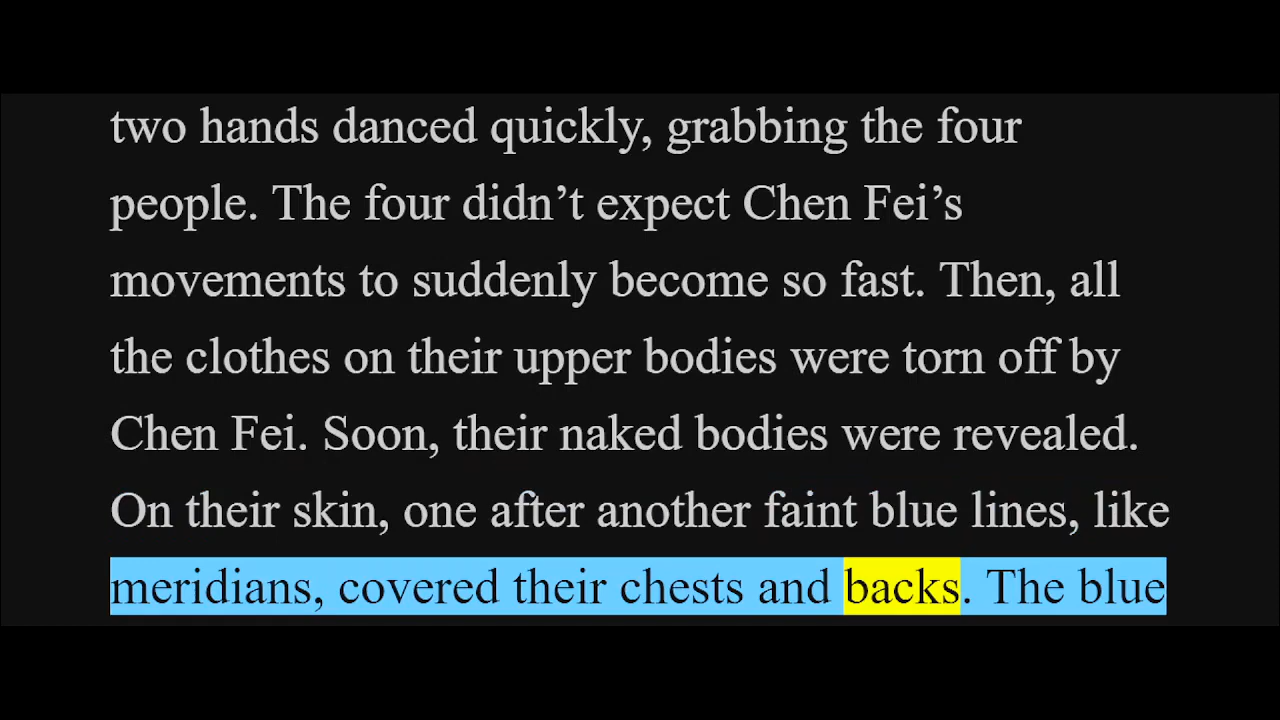 two hands danced quickly, grabbing the four
people. The four didn’t expect Chen Fei’s
movements to suddenly become so fast. Then, all
the clothes on their upper bodies were torn off by
Chen Fei. Soon, their naked bodies were revealed.
On their skin, one after another faint blue lines, like
meridians, covered their chests and backs. The blue